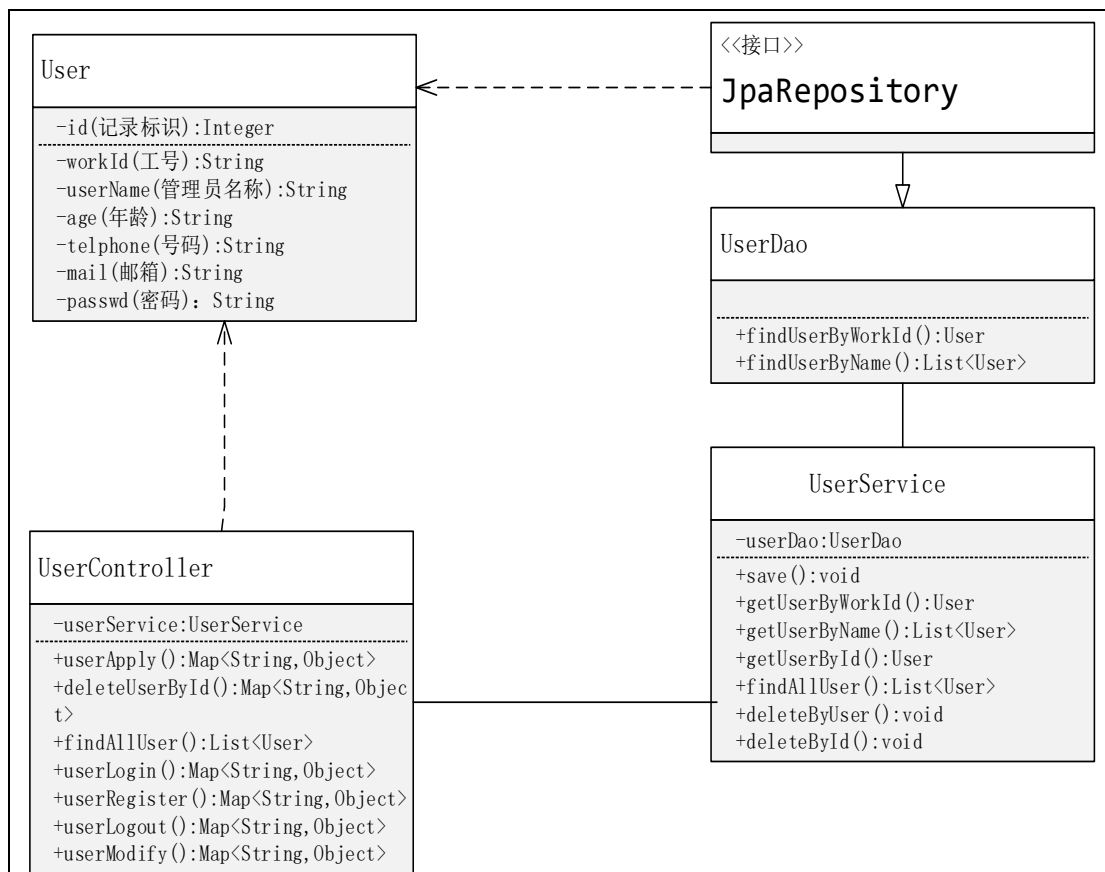 User
-id(记录标识):Integer
-workId(工号):String
-userName(管理员名称):String
-age(年龄):String
-telphone(号码):String
-mail(邮箱):String
-passwd(密码)：String
<<接口>>
JpaRepository
UserDao
+findUserByWorkId():User
+findUserByName():List<User>
UserService
-userDao:UserDao
+save():void
+getUserByWorkId():User
+getUserByName():List<User>
+getUserById():User
+findAllUser():List<User>
+deleteByUser():void
+deleteById():void
UserController
-userService:UserService
+userApply():Map<String,Object>
+deleteUserById():Map<String,Objec
t>
+findAllUser():List<User>
+userLogin():Map<String,Object>
+userRegister():Map<String,Object>
+userLogout():Map<String,Object>
+userModify():Map<String,Object>